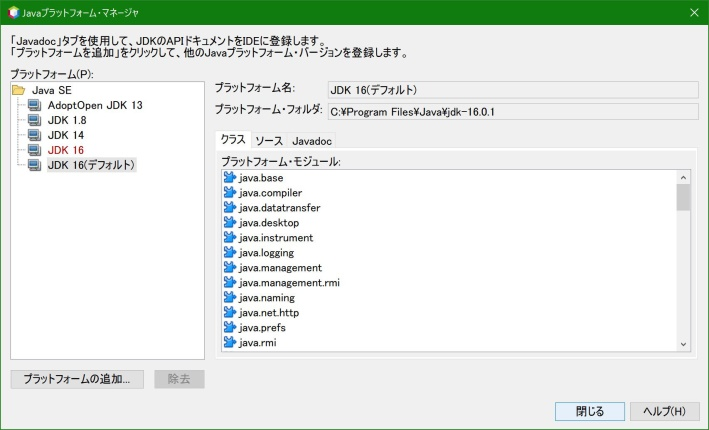 Javaプラットフォーム・マネージャ
「Javadoc」タブを使用して、JDKのAPIドキュメントをIDEに登録します。
「プラットフォームを追加」をクリックして、他のJavaプラットフォーム・バージョンを登録します。
プラットフォーム(P):
Java SE
AdoptOpen JDK 13
JDK 1.8
JDK 14
JDK 16
JDK 16(デフォルト)
プラットフォームの追加...
除去
プラットフォーム名:
JDK 16(デフォルト)
プラットフォーム・フォルダ:
C:¥Program Files¥Java¥jdk-16.0.1
クラス
ソース
Javadoc
プラットフォーム・モジュール:
java.base
java.compiler
java.datatransfer
java.desktop
java.instrument
java.logging
java.management
java.management.rmi
java.naming
java.net.http
java.prefs
java.rmi
閉じる
ヘルプ(H)